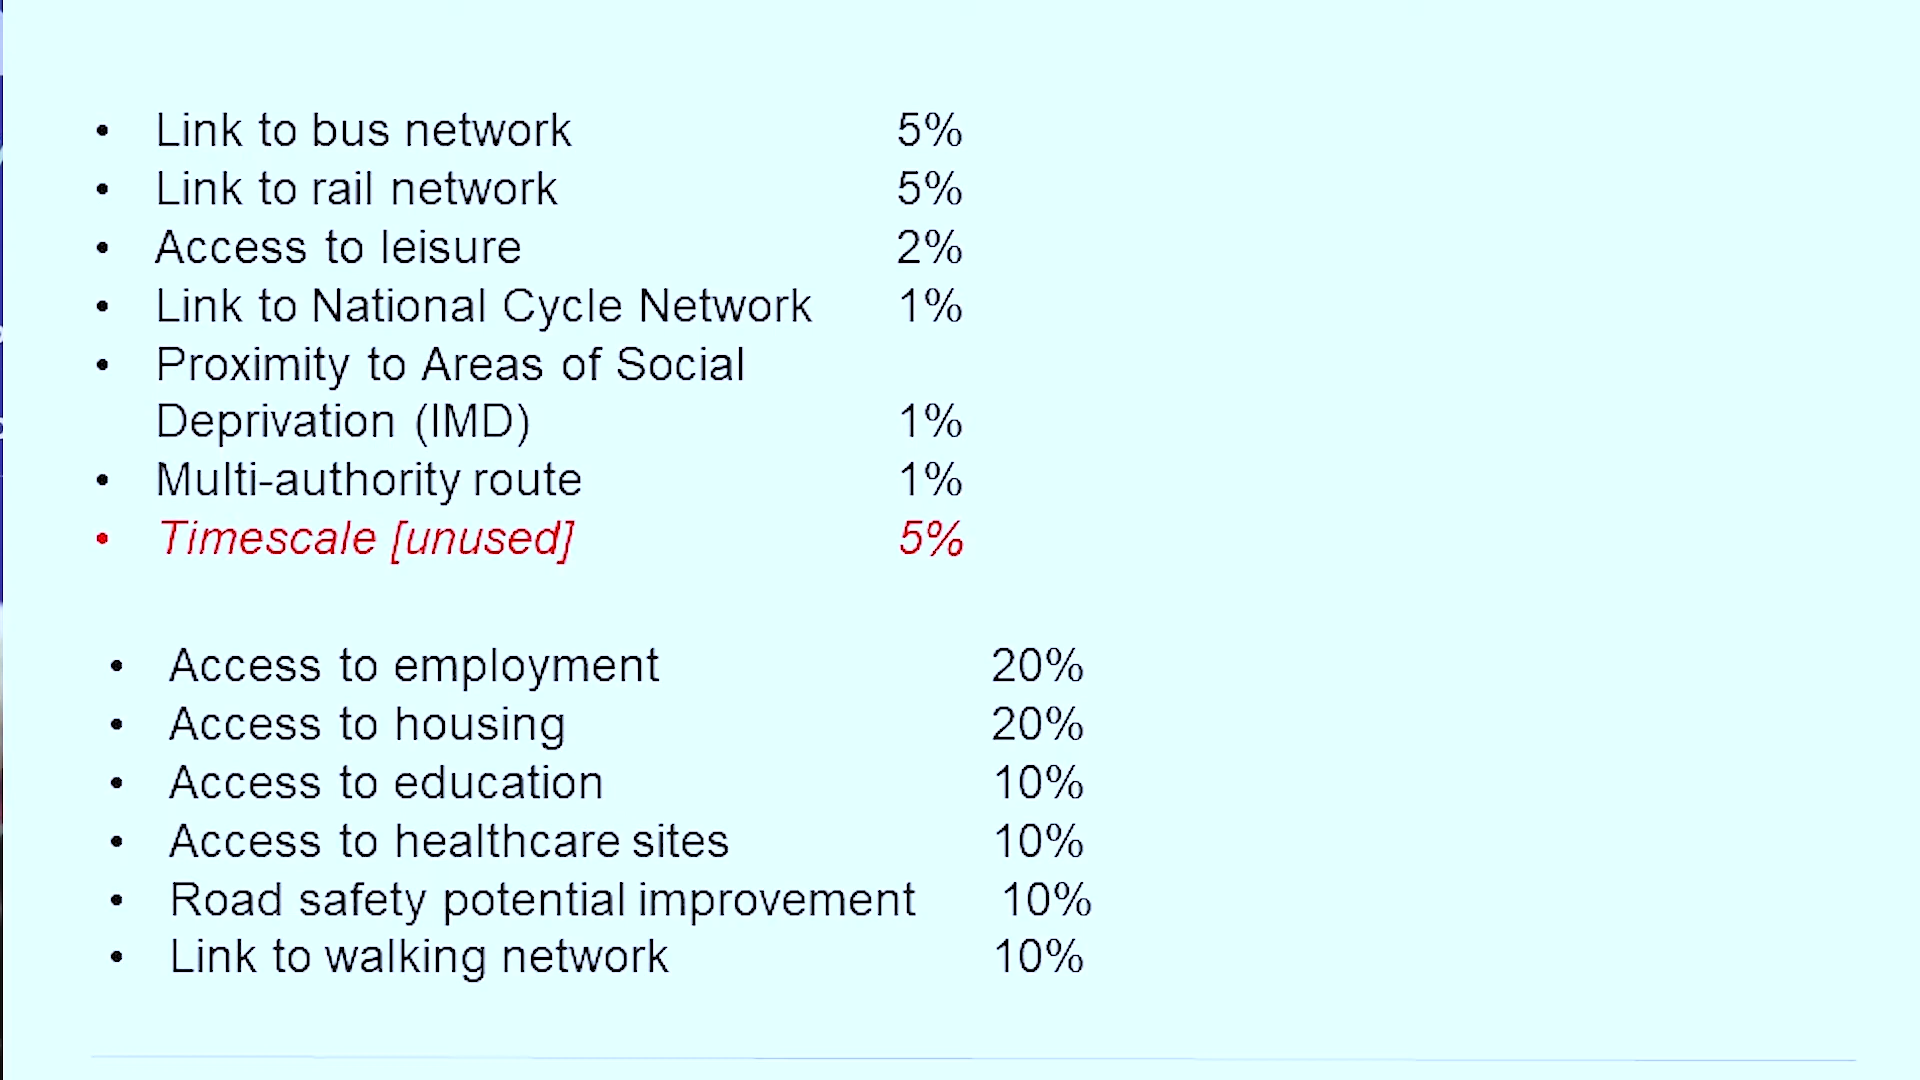 • Link to bus network 5%
• Link to rail network 5%
• Access to leisure 2%
• Link to National Cycle Network 1%
• Proximity to Areas of Social
Deprivation (IMD) 1%
• Multi-authority route 1%
• Timescale [unused] 5%
• Access to employment 20%
• Access to housing 20%
• Access to education 10%
• Access to healthcare sites 10%
• Road safety potential improvement 10%
• Link to walking network 10%